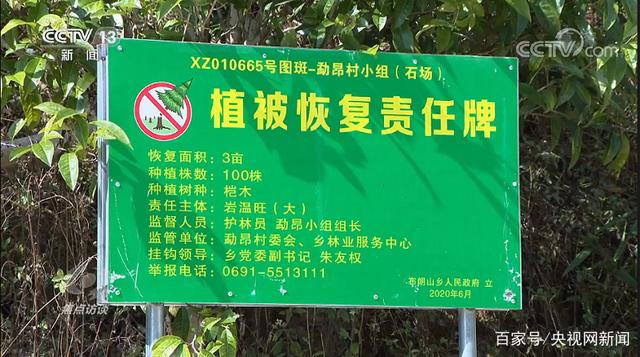 CCTV 13
新闻
CCTV.com
XZ010665号图斑-勐昂村小组（石场）
植被恢复责任牌
恢复面积：3亩
种植株数：100株
种植树种：桤木
责任主体：岩温旺（大）
监督人员：护林员 勐昂小组组长
监管单位：勐昂村委会、乡林业服务中心
挂钩领导：乡党委副书记 朱友权
举报电话：0691-5513111
布朗山乡人民政府 立
2020年6月
焦点访谈
百家号/央视网新闻